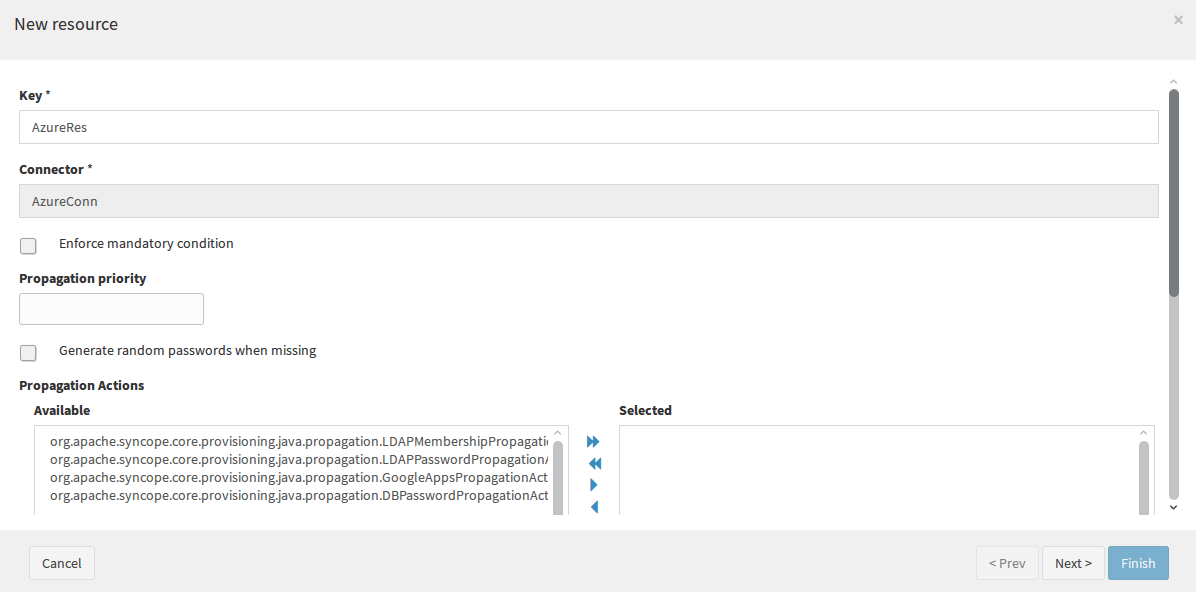 New resource
×
Key *
AzureRes
Connector *
AzureConn
Enforce mandatory condition
Propagation priority
Generate random passwords when missing
Propagation Actions
Available
Selected
org.apache.syncope.core.provisioning.java.propagation.LDAPMembershipPropagati
org.apache.syncope.core.provisioning.java.propagation.LDAPPasswordPropagation
org.apache.syncope.core.provisioning.java.propagation.GoogleAppsPropagationAct
org.apache.syncope.core.provisioning.java.propagation.DBPasswordPropagationAct
Cancel
< Prev
Next >
Finish